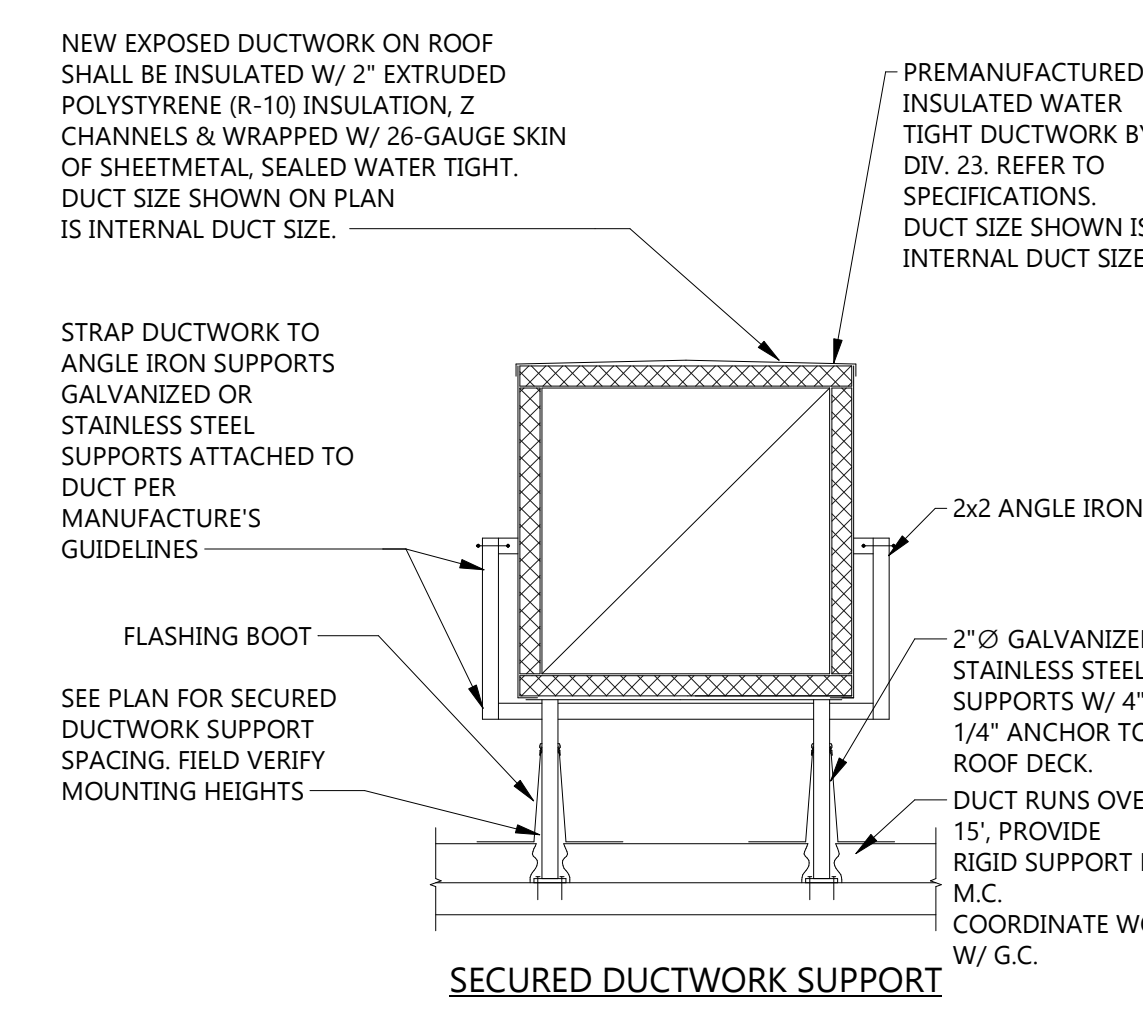 NEW EXPOSED DUCTWORK ON ROOF
SHALL BE INSULATED W/ 2" EXTRUDED
POLYSTYRENE (R-10) INSULATION, Z
CHANNELS & WRAPPED W/ 26-GAUGE SKIN
OF SHEETMETAL, SEALED WATER TIGHT.
DUCT SIZE SHOWN ON PLAN
IS INTERNAL DUCT SIZE.
PREMANUFACTURED
INSULATED WATER
TIGHT DUCTWORK BY
DIV. 23. REFER TO
SPECIFICATIONS.
DUCT SIZE SHOWN IS
INTERNAL DUCT SIZE
STRAP DUCTWORK TO
ANGLE IRON SUPPORTS
GALVANIZED OR
STAINLESS STEEL
SUPPORTS ATTACHED TO
DUCT PER
MANUFACTURE'S
GUIDELINES
2x2 ANGLE IRON
FLASHING BOOT
SEE PLAN FOR SECURED
DUCTWORK SUPPORT
SPACING. FIELD VERIFY
MOUNTING HEIGHTS
2"Ø
STAINLESS STEEL
SUPPORTS W/ 4"
1/4" ANCHOR TO
ROOF DECK.
DUCT RUNS
15', PROVIDE
RIGID SUPPORT
M.C.
COORDINATE
W/ G.C.
SECURED DUCTWORK SUPPORT